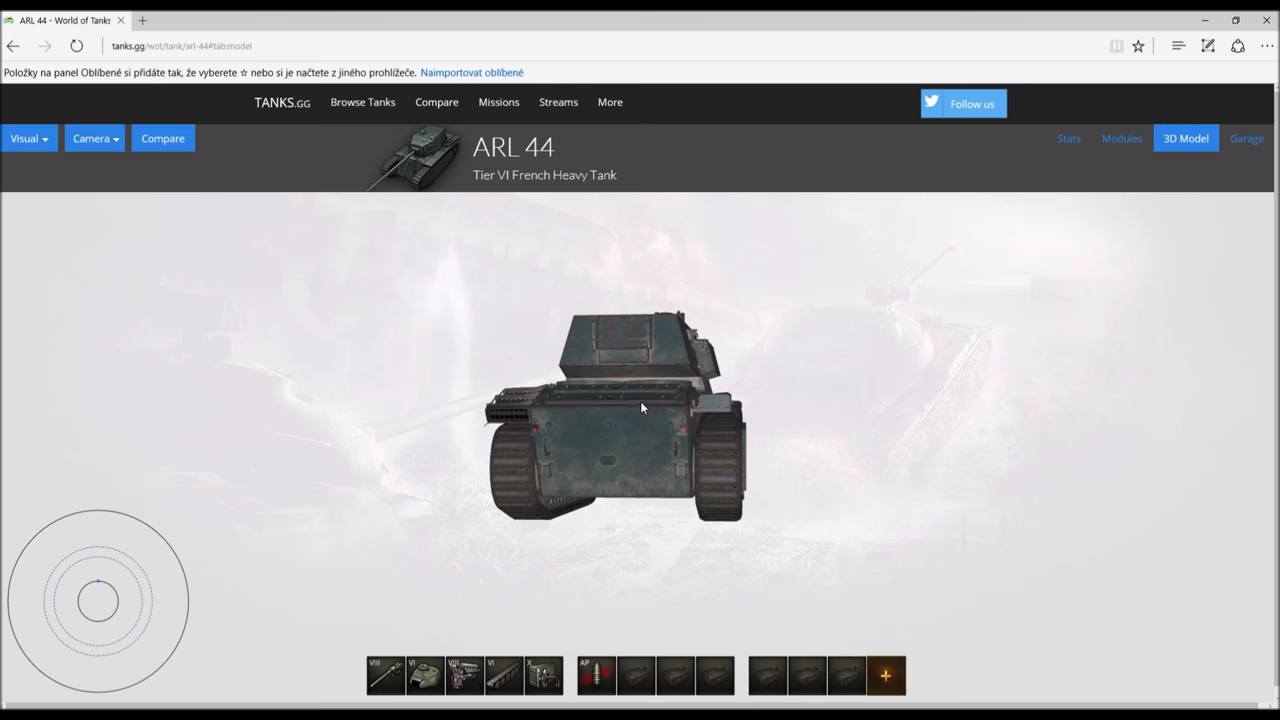 ARL 44 - World of Tanks
tanks.gg/wot/tank/arl-44#tab:model
Položky na panel Oblíbené si přidáte tak, že vyberete ☆ nebo si je načtete z jiného prohlížeče. Naimportovat oblíbené
TANKS.GG Browse Tanks Compare Missions Streams More Follow us
Visual Camera Compare
ARL 44
Tier VI French Heavy Tank
Stats Modules 3D Model Garage
VIII VI VIII VI X AP